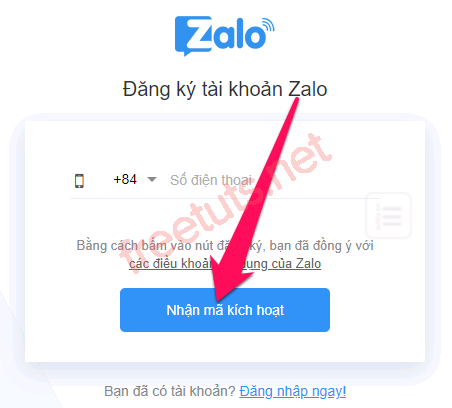 Zalo
Đăng ký tài khoản Zalo
+84 Số điện thoại
freetuts.net
Bằng cách bấm vào nút đăng ký, bạn đã đồng ý với
các điều khoản dụng của Zalo
Nhận mã kích hoạt
Bạn đã có tài khoản? Đăng nhập ngay!